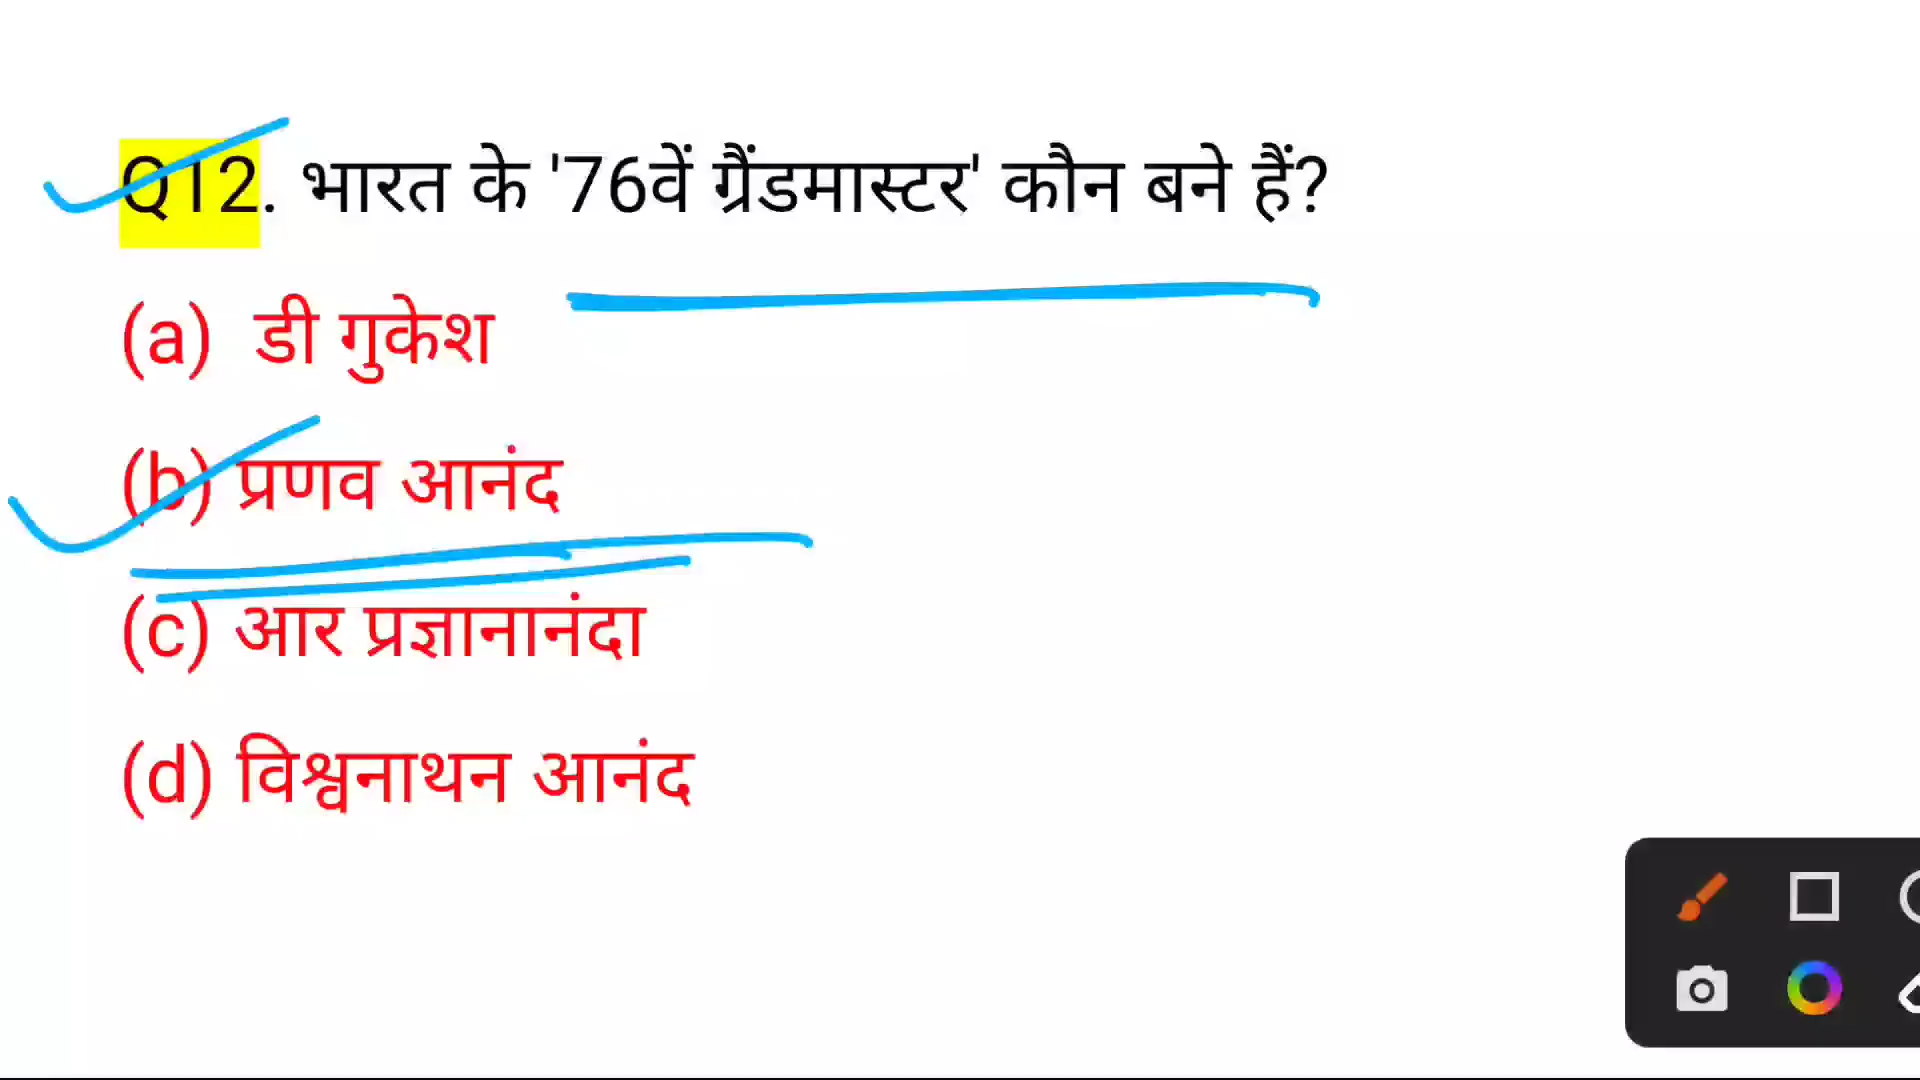 Q12. भारत के '76वें ग्रैंडमास्टर' कौन बने हैं?
(a) डी गुकेश
(b) प्रणव आनंद
(c) आर प्रज्ञानानंदा
(d) विश्वनाथन आनंद